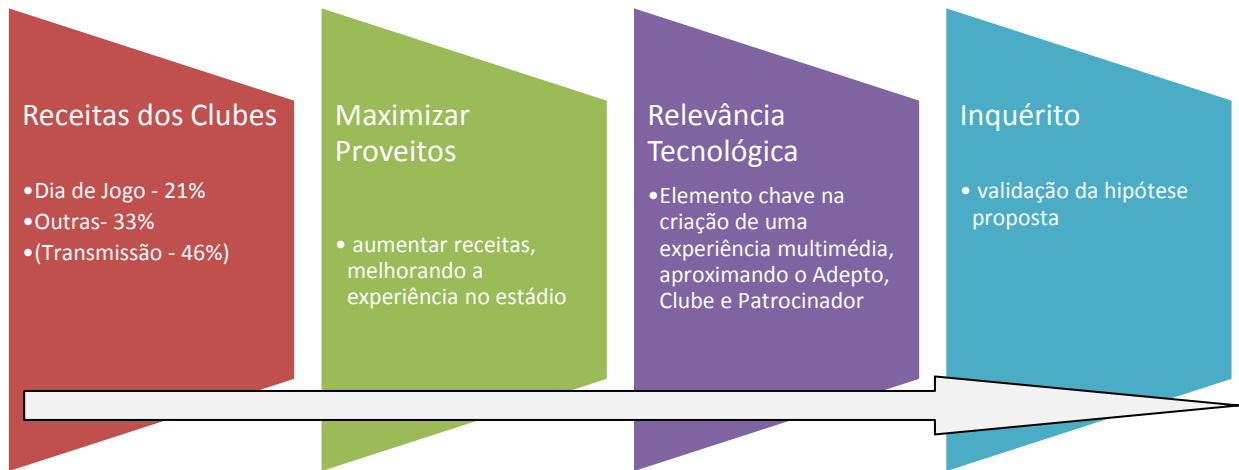 Receitas dos Clubes
•Dia de Jogo - 21%
•Outras- 33%
•(Transmissão - 46%)
Maximizar
Proveitos
• aumentar receitas,
melhorando a
experiência no estádio
Relevância
Tecnológica
•Elemento chave na
criação de uma
experiência multimédia,
aproximando o Adepto,
Clube e Patrocinador
Inquérito
• validação da hipótese
proposta